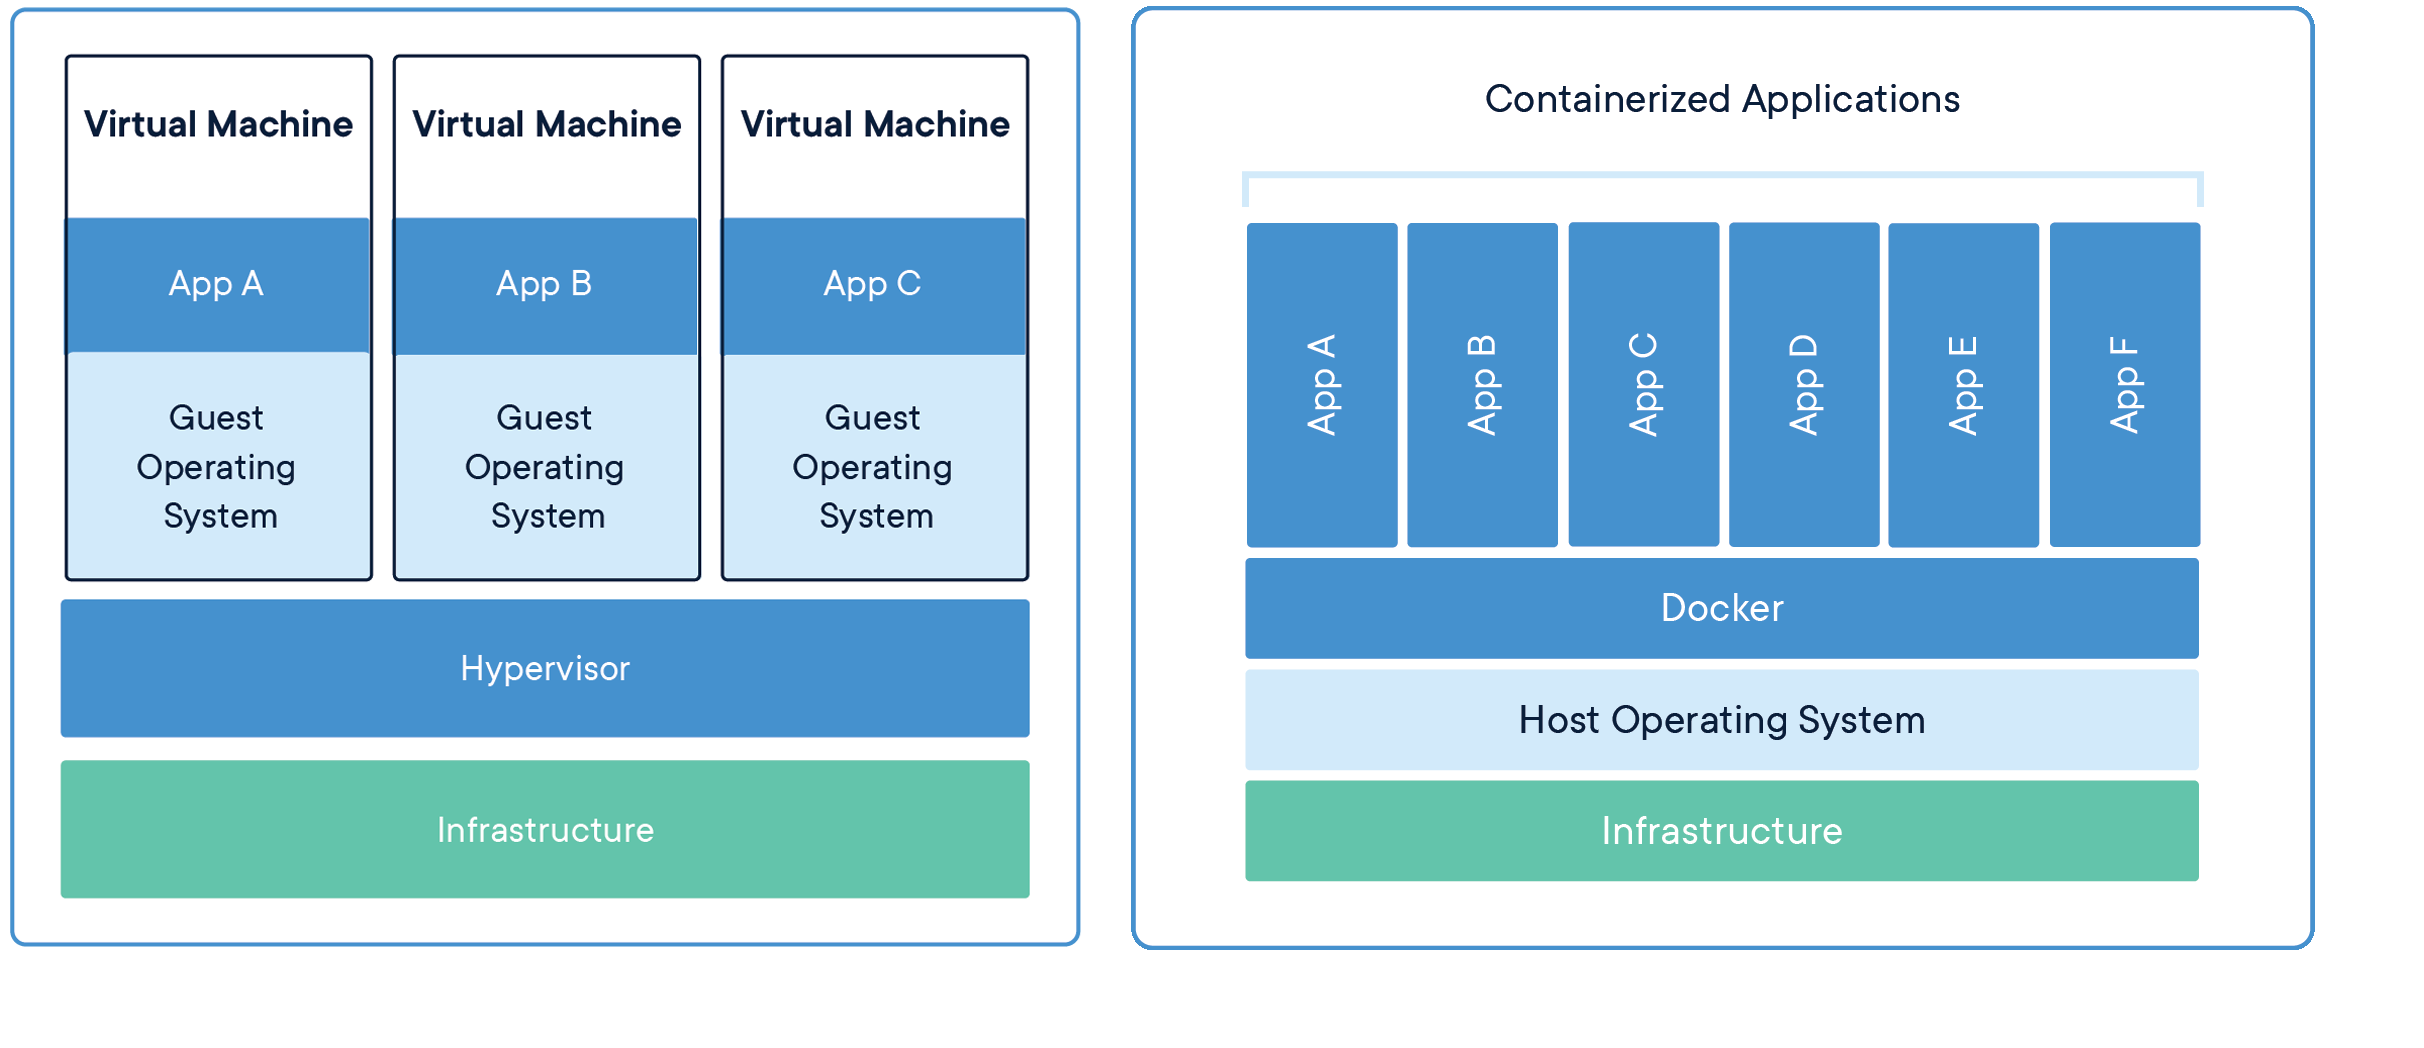 Virtual Machine
App A
Guest
Operating
System
Virtual Machine
App B
Guest
Operating
System
Virtual Machine
App C
Guest
Operating
System
Hypervisor
Infrastructure
Containerized Applications
App A
App B
App C
App D
App E
App F
Docker
Host Operating System
Infrastructure